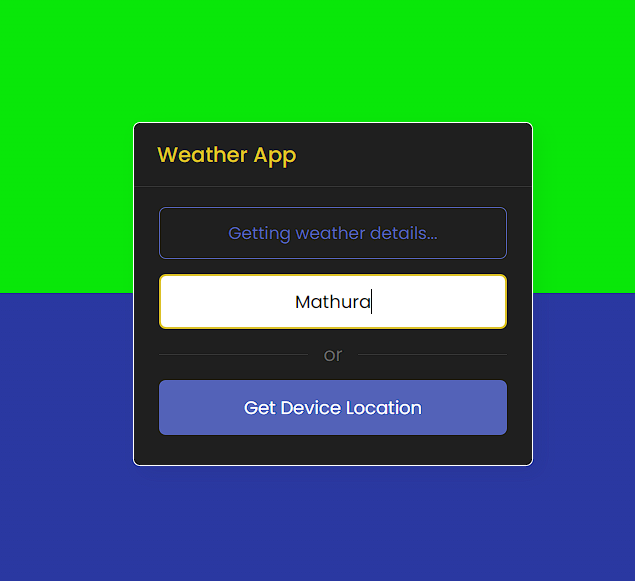 Weather App
Getting weather details...
Mathura
or
Get Device Location